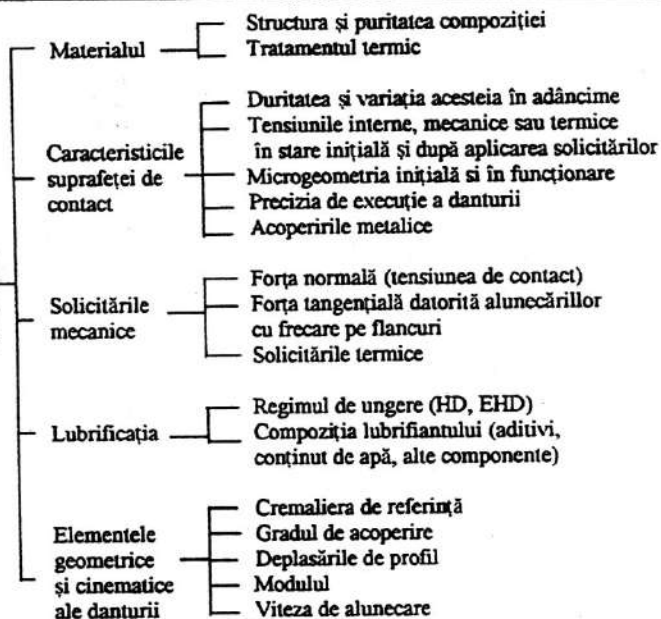 Materialul
Structura și puritatea compoziției
Tratamentul termic
Caracteristicile
suprafeței de
contact
Duritatea și variația acesteia în adâncime
Tensiunile interne, mecanice sau termice
în stare inițială și după aplicarea solicitărilor
Microgeometria inițială si în funcționare
Precizia de execuție a danturii
Acoperirile metalice
Solicitările
mecanice
Forța normală (tensiunea de contact)
Forța tangențială datorită alunecărillor
cu frecare pe flancuri
Solicitările termice
Lubrificația
Regimul de ungere (HD, EHD)
Compoziția lubrifiantului (aditivi,
conținut de apă, alte componente)
Elementele
geometrice
și cinematice
ale danturii
Cremaliera de referință
Gradul de acoperire
Deplasările de profil
Modulul
Viteza de alunecare